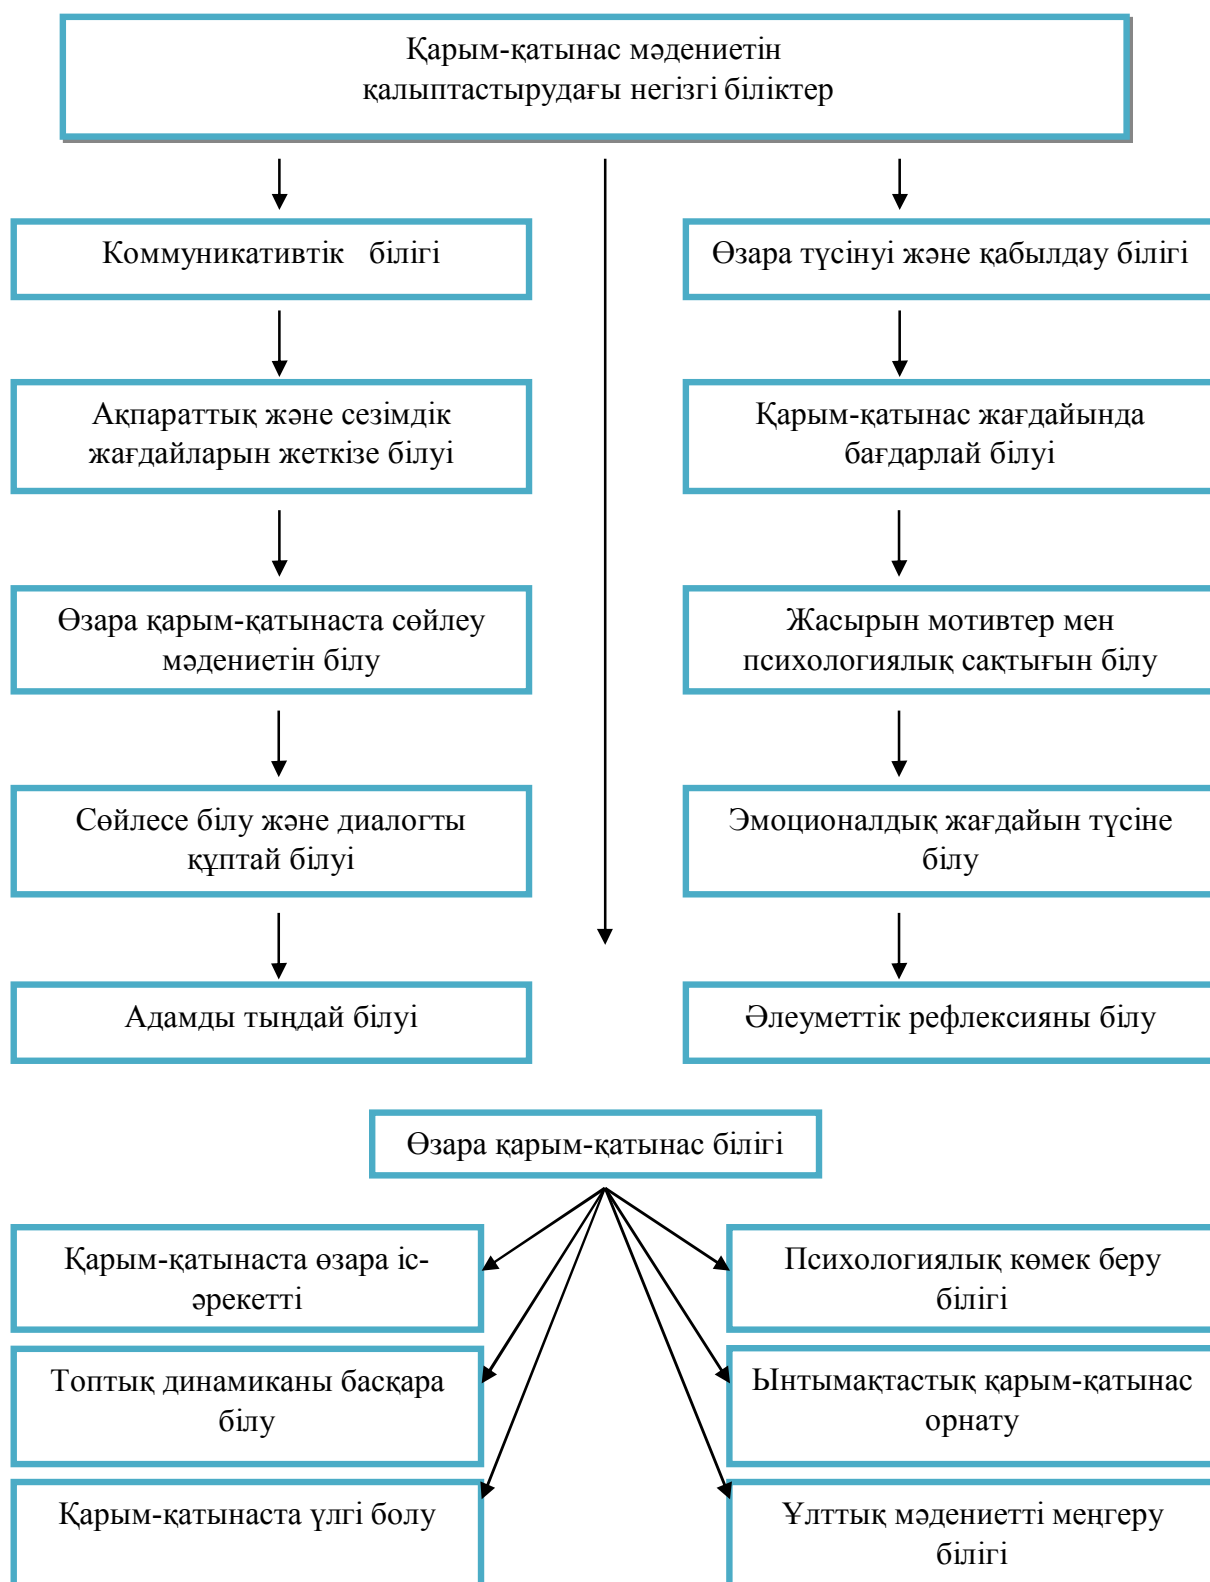 Қарым-қатынас мәдениетін
қалыптастырудағы негізгі біліктер
Коммуникативтік білігі
Өзара түсінуі және қабылдау білігі
Ақпараттық және сезімдік
жағдайларын жеткізе білуі
Қарым-қатынас жағдайында
бағдарлай білуі
Өзара қарым-қатынаста сөйлеу
мәдениетін білу
Жасырын мотивтер мен
психологиялық сақтығын білу
Сөйлесе білу және диалогты
құптай білуі
Эмоционалдық жағдайын түсіне
білу
Адамды тыңдай білуі
Әлеуметтік рефлексияны білу
Өзара қарым-қатынас білігі
Қарым-қатынаста өзара іс-
әрекетті
Психологиялық көмек беру
білігі
Топтық динамиканы басқара
білу
Ынтымақтастық қарым-қатынас
орнату
Қарым-қатынаста үлгі болу
Ұлттық мәдениетті меңгеру
білігі